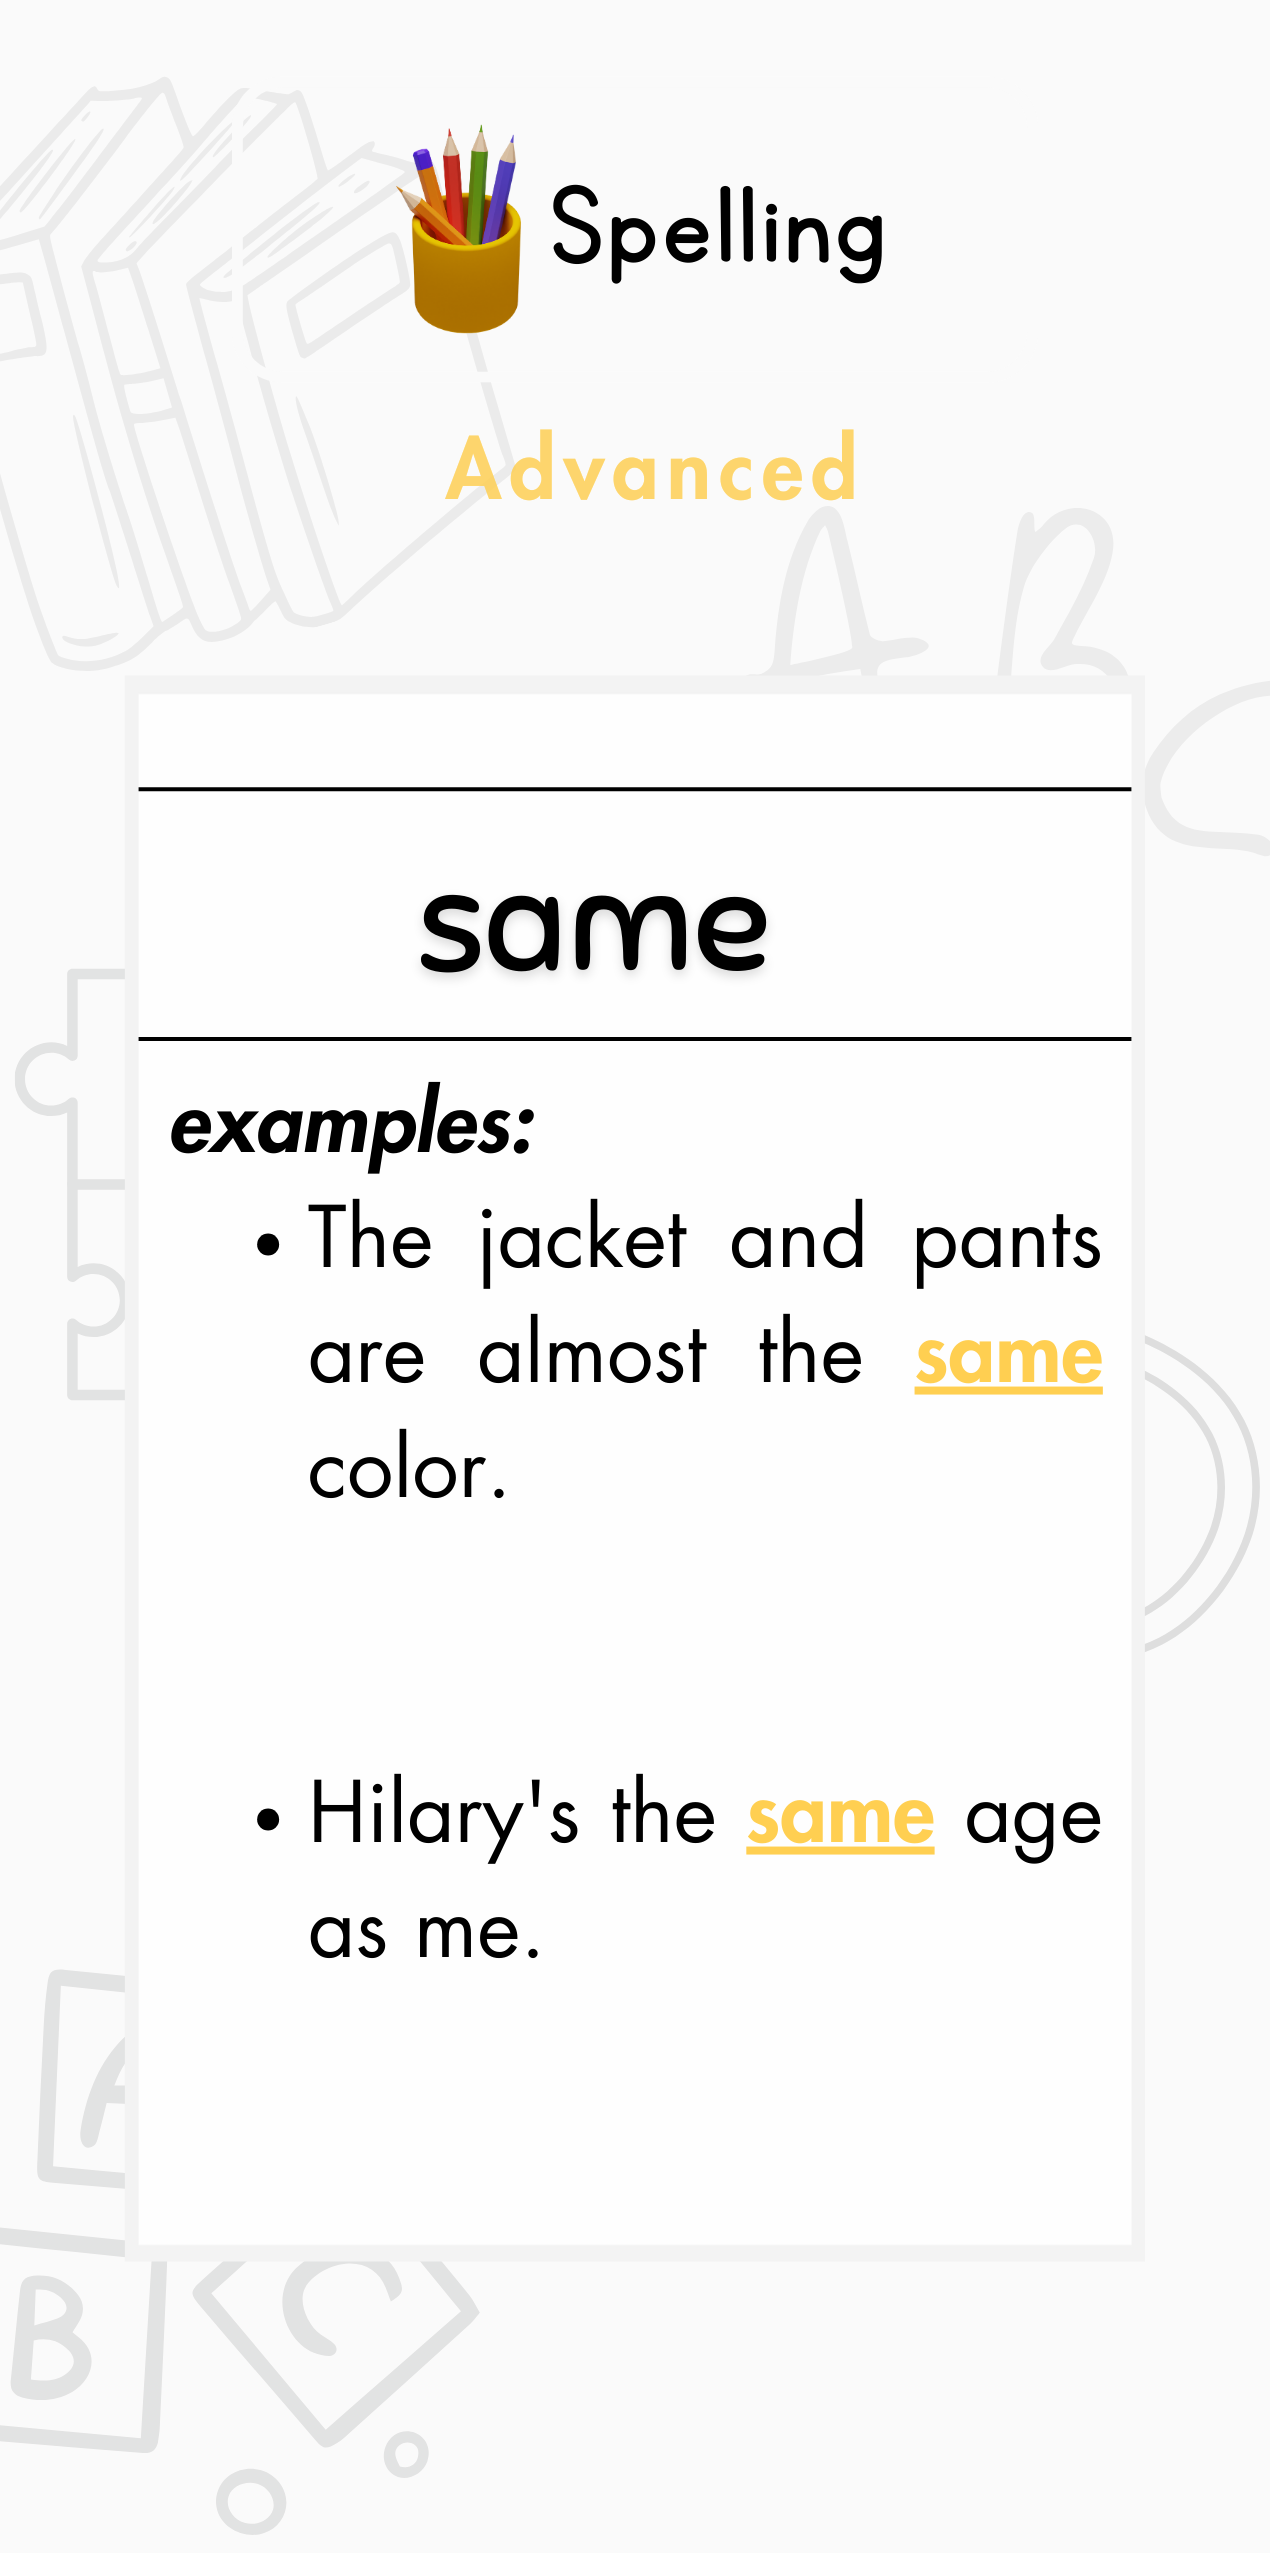 Spelling
Advanced
A B
same
examples:
• The jacket and pants
are almost the same
color.
• Hilary's the same age
as me.
A
B
C